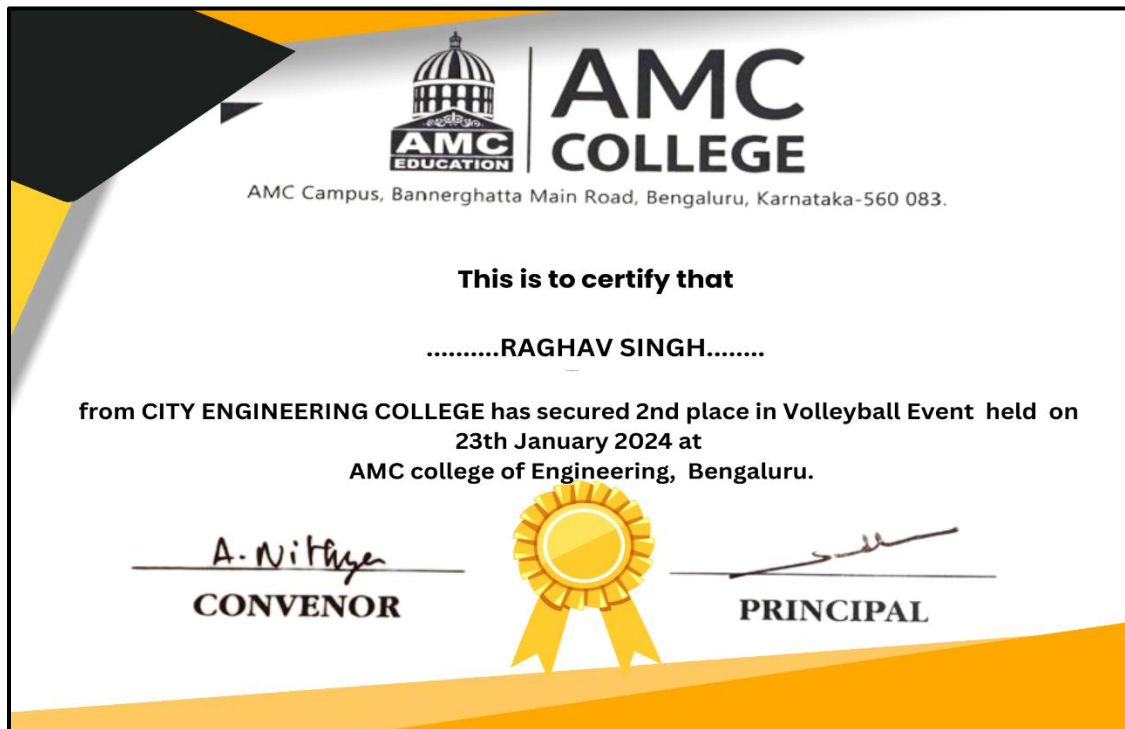 AMC
EDUCATION
AMC
COLLEGE
AMC Campus, Bannerghatta Main Road, Bengaluru, Karnataka-560 083.
This is to certify that
..........RAGHAV SINGH........
from CITY ENGINEERING COLLEGE has secured 2nd place in Volleyball Event held on
23th January 2024 at
AMC college of Engineering, Bengaluru.
A. Nithya
CONVENOR
PRINCIPAL